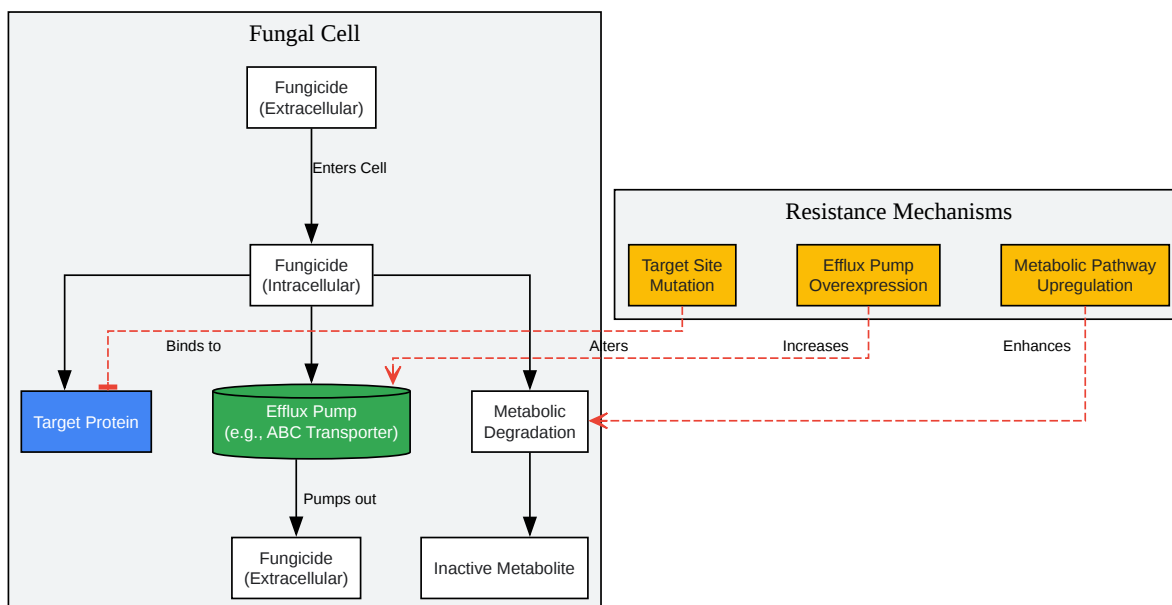 Fungal Cell
Fungicide
(Extracellular)
Enters Cell
Resistance Mechanisms
Fungicide
(Intracellular)
Target Site
Mutation
Efflux Pump
Overexpression
Metabolic Pathway
Upregulation
Binds to
Alters
Increases
Enhances
Target Protein
Efflux Pump
(e.g., ABC Transporter)
Metabolic
Degradation
Pumps out
Fungicide
(Extracellular)
Inactive Metabolite